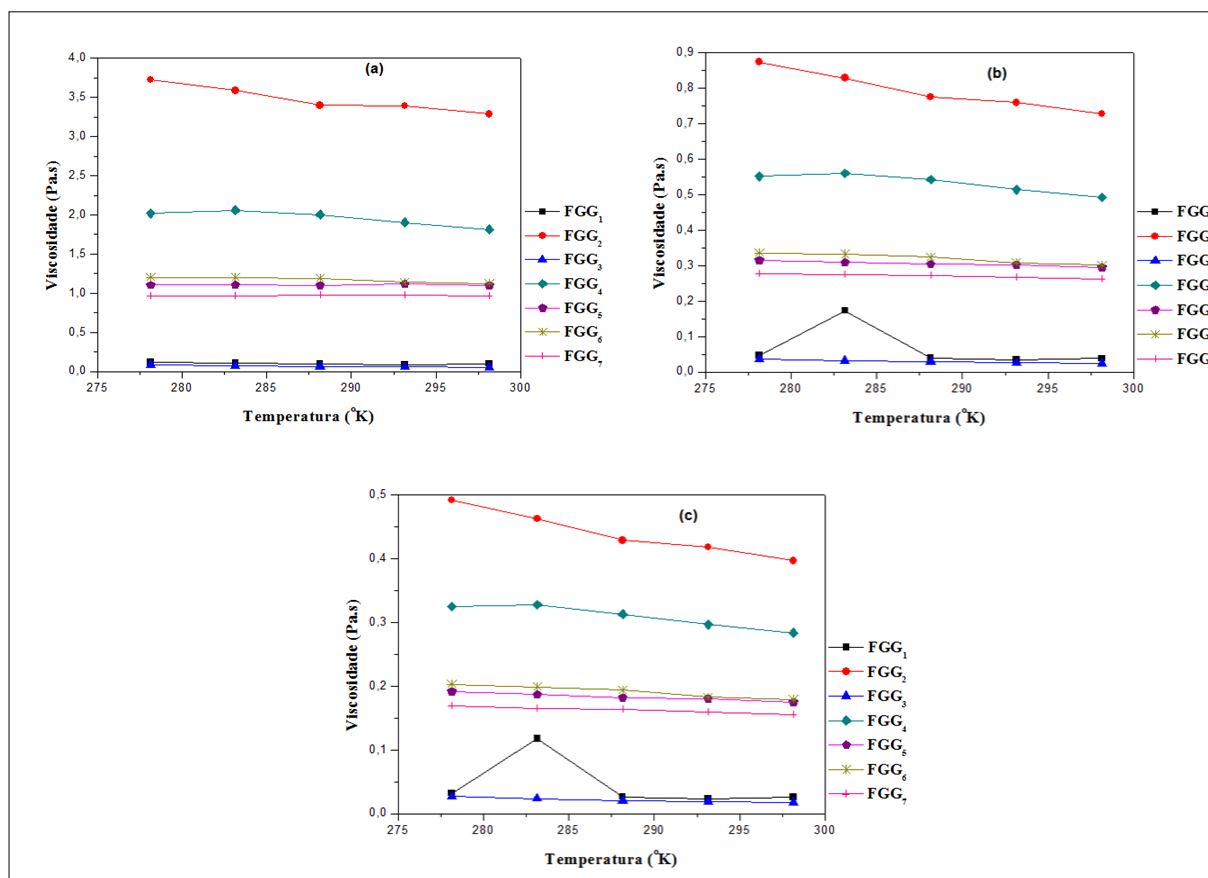 (a)
Viscosidade (Pa.s)
4,0
3,5
3,0
2,5
2,0
1,5
1,0
0,5
0,0
275 280 285 290 295 300
Temperatura (°K)
FGG1
FGG2
FGG3
FGG4
FGG5
FGG6
FGG7
(b)
Viscosidade (Pa.s)
0,9
0,8
0,7
0,6
0,5
0,4
0,3
0,2
0,1
0,0
275 280 285 290 295 300
Temperatura (°K)
FGG
FGG
FGG
FGG
FGG
FGG
FGG
(c)
Viscosidade (Pa.s)
0,5
0,4
0,3
0,2
0,1
0,0
275 280 285 290 295 300
Temperatura (°K)
FGG1
FGG2
FGG3
FGG4
FGG5
FGG6
FGG7